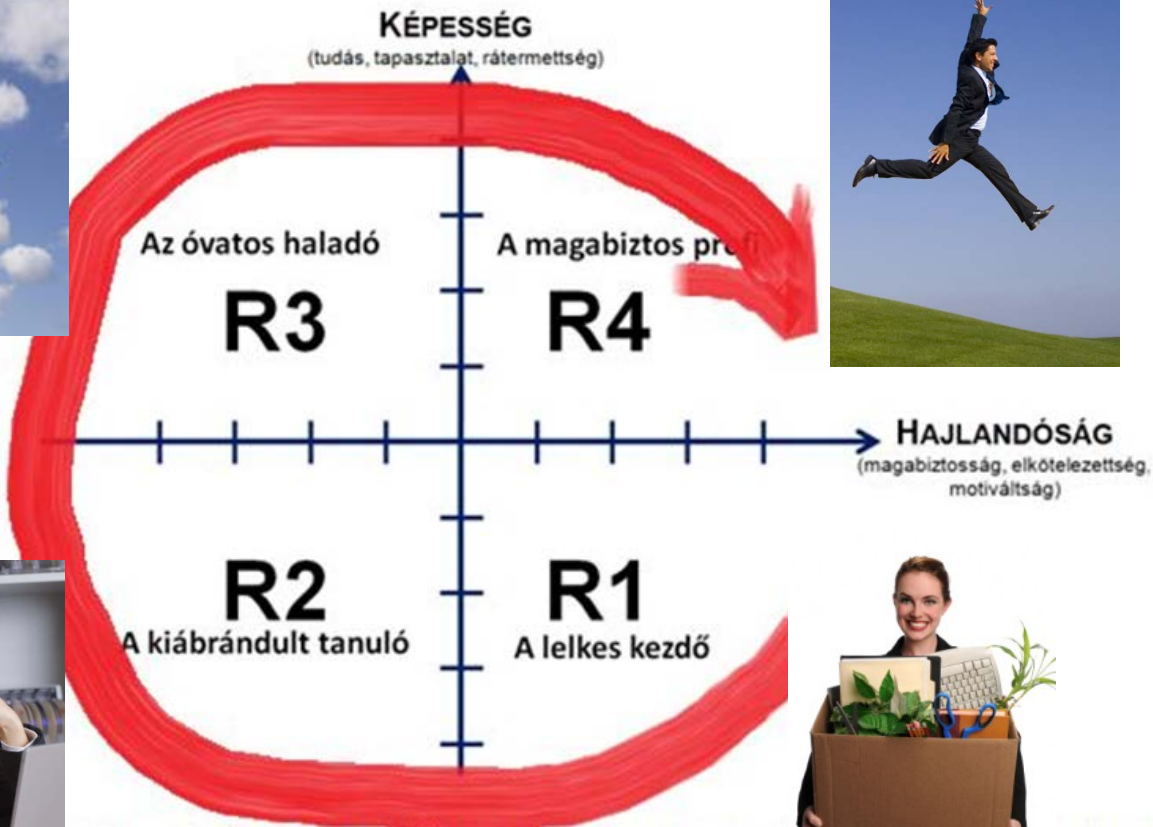 KÉPESSÉG
(tudás, tapasztalat, rátermettség)
Az óvatos haladó
A magabiztos profi
R3
R4
HAJLANDÓSÁG
(magabiztosság, elkötelezettség,
motiváltság)
R2
R1
A kiábrándult tanuló
A lelkes kezdő